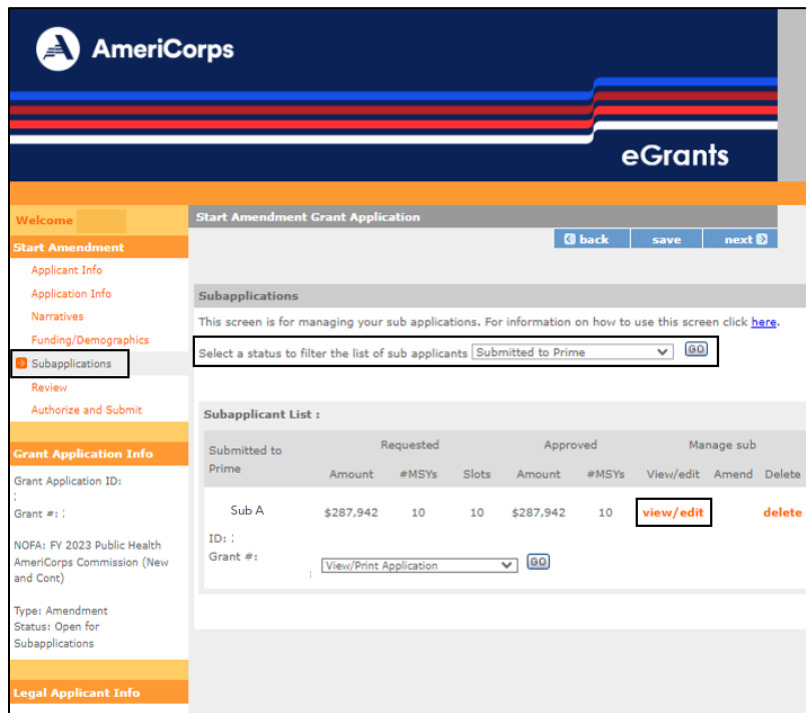 AmeriCorps
eGrants
Welcome
Start Amendment
Applicant Info
Application Info
Narratives
Funding/Demographics
Subapplications
Review
Authorize and Submit
Grant Application Info
Grant Application ID:
:
Grant #: :
NOFA: FY 2023 Public Health
AmeriCorps Commission (New
and Cont)
Type: Amendment
Status: Open for
Subapplications
Legal Applicant Info
Start Amendment Grant Application
back save next
Subapplications
This screen is for managing your sub applications. For information on how to use this screen click here.
Select a status to filter the list of sub applicants Submitted to Prime GO
Subapplicant List :
Submitted to
Prime
Requested Approved Manage sub
Amount #MSYs Slots Amount #MSYs View/edit Amend Delete
Sub A $287,942 10 10 $287,942 10 view/edit delete
ID: :
Grant #:
View/Print Application GO